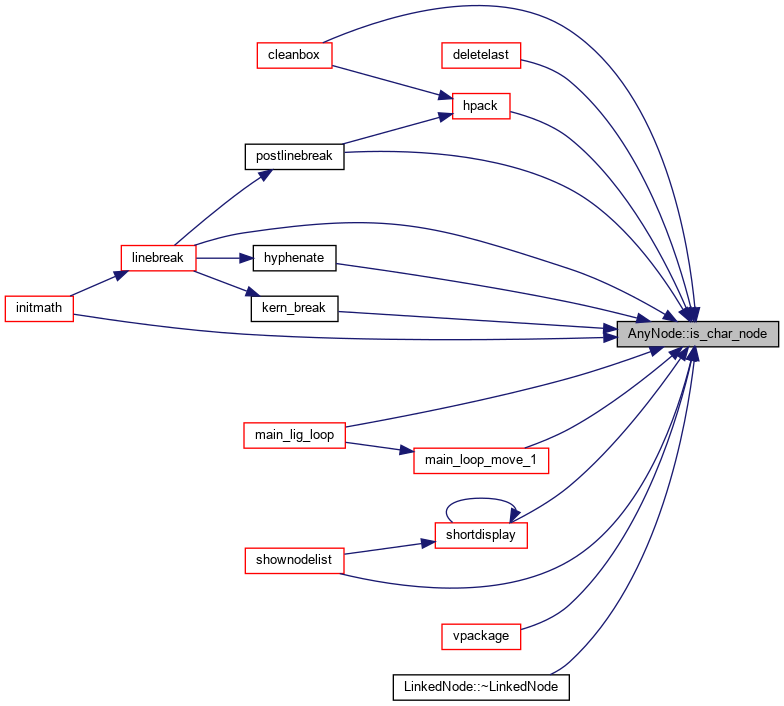 cleanbox
deletelast
hpack
postlinebreak
linebreak
hyphenate
initmath
kern_break
AnyNode::is_char_node
main_lig_loop
main_loop_move_1
shortdisplay
shownodelist
vpackage
LinkedNode::~LinkedNode